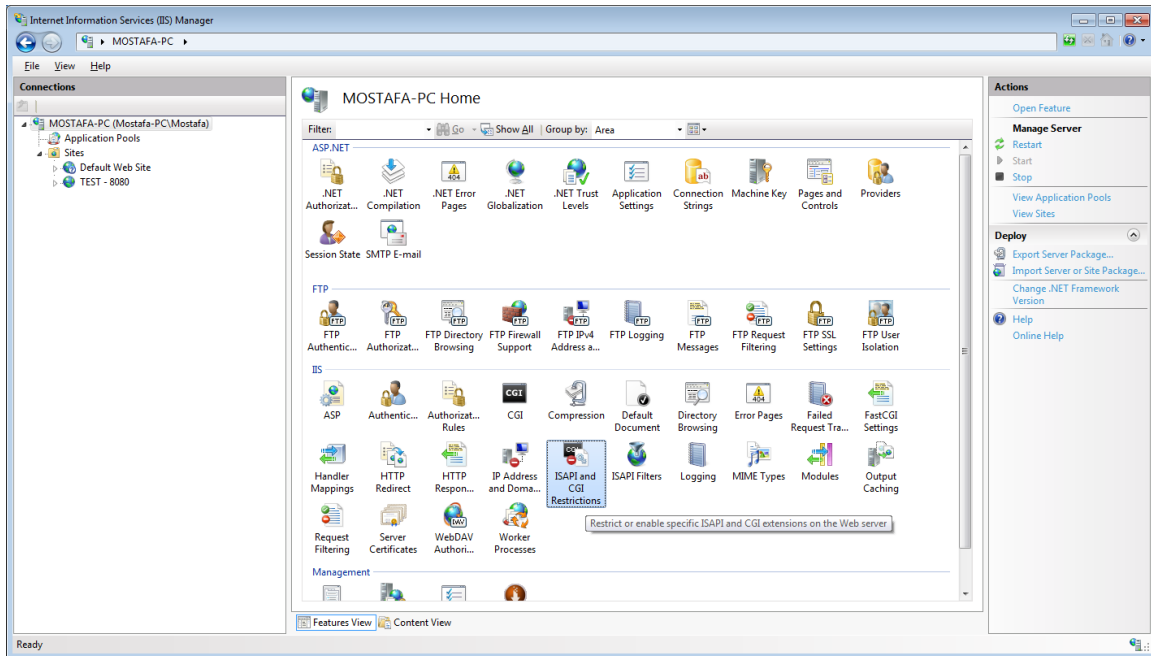 Internet Information Services (IIS) Manager
MOSTAFA-PC
File View Help
Connections
MOSTAFA-PC (Mostafa-PC\Mostafa)
Application Pools
Sites
Default Web Site
TEST - 8080
MOSTAFA-PC Home
Filter: Go Show All Group by: Area
ASP.NET
.NET Authorizat... .NET Compilation .NET Error Pages .NET Globalization .NET Trust Levels Application Settings Connection Strings Machine Key Pages and Controls Providers
Session State SMTP E-mail
FTP
FTP Authentic... FTP Authorizat... FTP Directory Browsing FTP Firewall Support FTP IPv4 Address a... FTP Logging FTP Messages FTP Request Filtering FTP SSL Settings FTP User Isolation
IIS
ASP Authentic... Authorizat... Rules CGI Compression Default Document Directory Browsing Error Pages Failed Request Tra... FastCGI Settings
Handler Mappings HTTP Redirect HTTP Respon... IP Address and Doma... ISAPI and CGI Restrictions ISAPI Filters Logging MIME Types Modules Output Caching
Restrict or enable specific ISAPI and CGI extensions on the Web server
Request Filtering Server Certificates WebDAV Authori... Worker Processes
Management
Features View Content View
Actions
Open Feature
Manage Server
Restart
Start
Stop
View Application Pools
View Sites
Deploy
Export Server Package...
Import Server or Site Package...
Change .NET Framework
Version
Help
Online Help
Ready